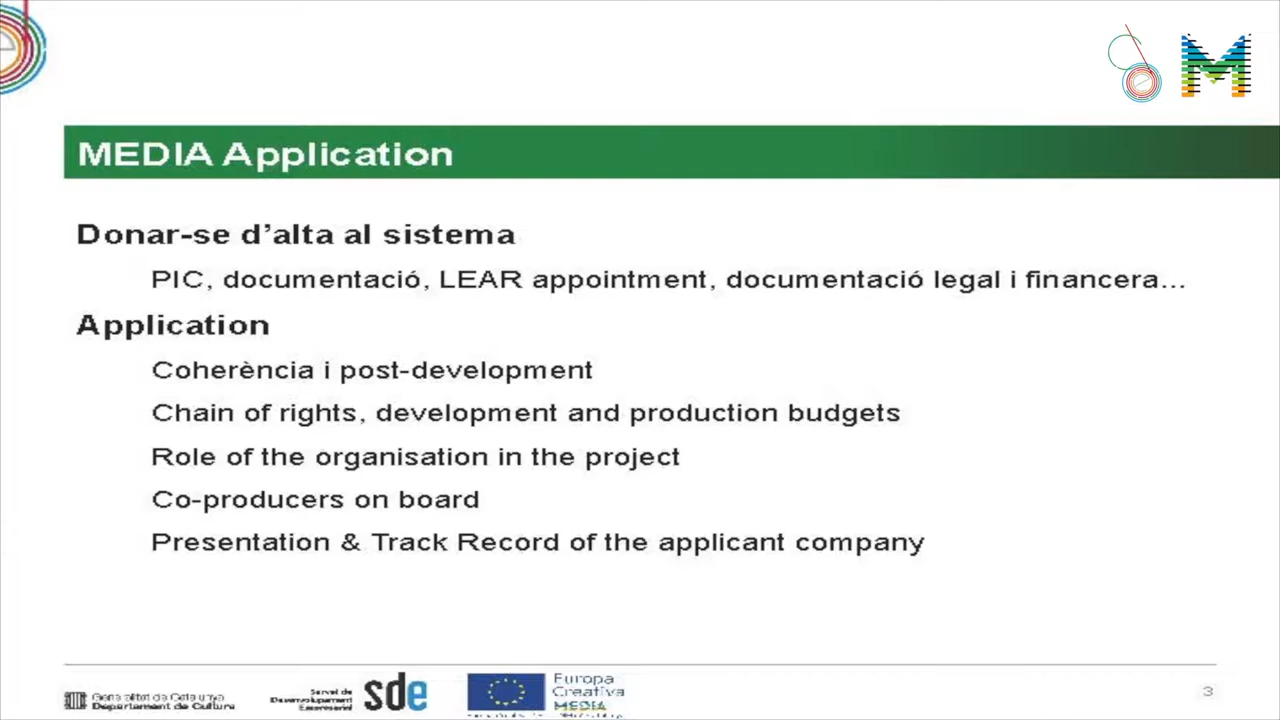 MEDIA Application
Donar-se d’alta al sistema
PIC, documentació, LEAR appointment, documentació legal i financera...
Application
Coherència i post-development
Chain of rights, development and production budgets
Role of the organisation in the project
Co-producers on board
Presentation & Track Record of the applicant company
Generalitat de Catalunya
Departament de Cultura
Servei de
Desenvolupament
Empresarial
sde
Europa
Creativa
MEDIA
3